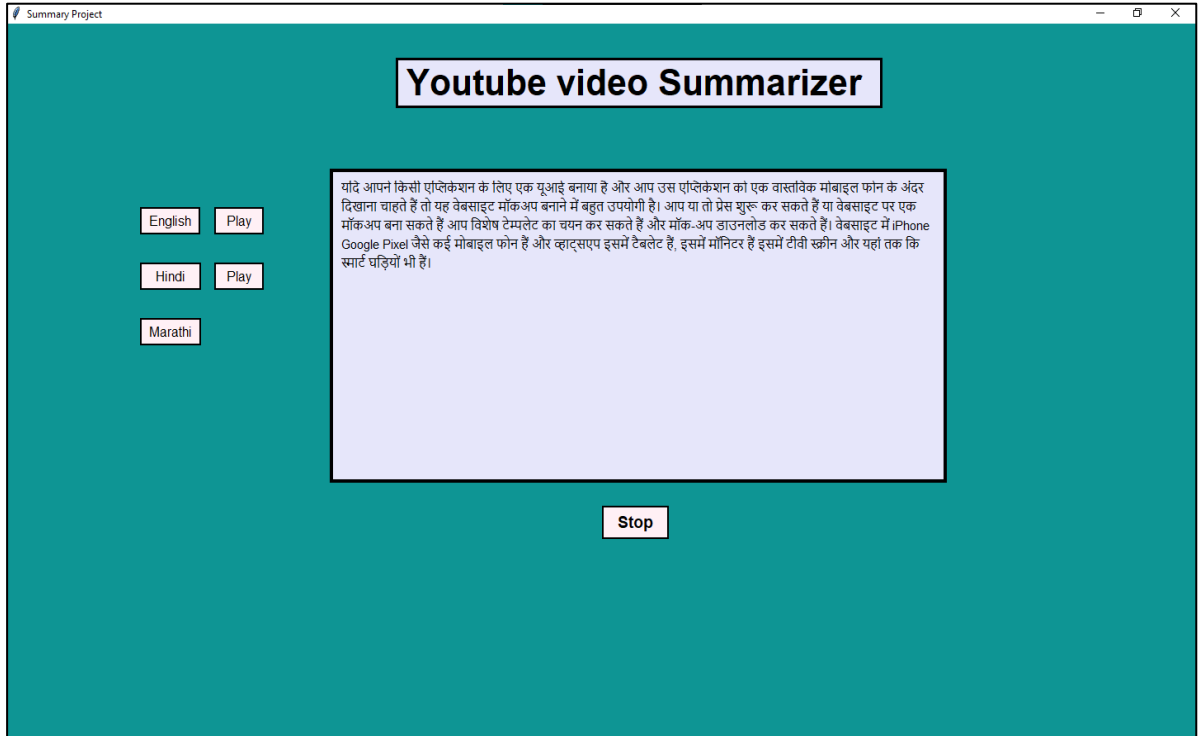 Summary Project
Youtube video Summarizer
यदि आपने किसी एप्लिकेशन के लिए एक यूआई बनाया है और आप उस एप्लिकेशन को एक वास्तविक मोबाइल फोन के अंदर
दिखाना चाहते हैं तो यह वेबसाइट मॉकअप बनाने में बहुत उपयोगी है। आप या तो प्रेस शुरू कर सकते हैं या वेबसाइट पर एक
मॉकअप बना सकते हैं आप विशेष टेम्पलेट का चयन कर सकते हैं और मॉक-अप डाउनलोड कर सकते हैं। वेबसाइट में iPhone
Google Pixel जैसे कई मोबाइल फोन हैं और व्हाट्सएप इसमें टैबलेट हैं, इसमें मॉनिटर हैं इसमें टीवी स्क्रीन और यहां तक कि
स्मार्ट घड़ियों भी हैं।
English Play
Hindi Play
Marathi
Stop